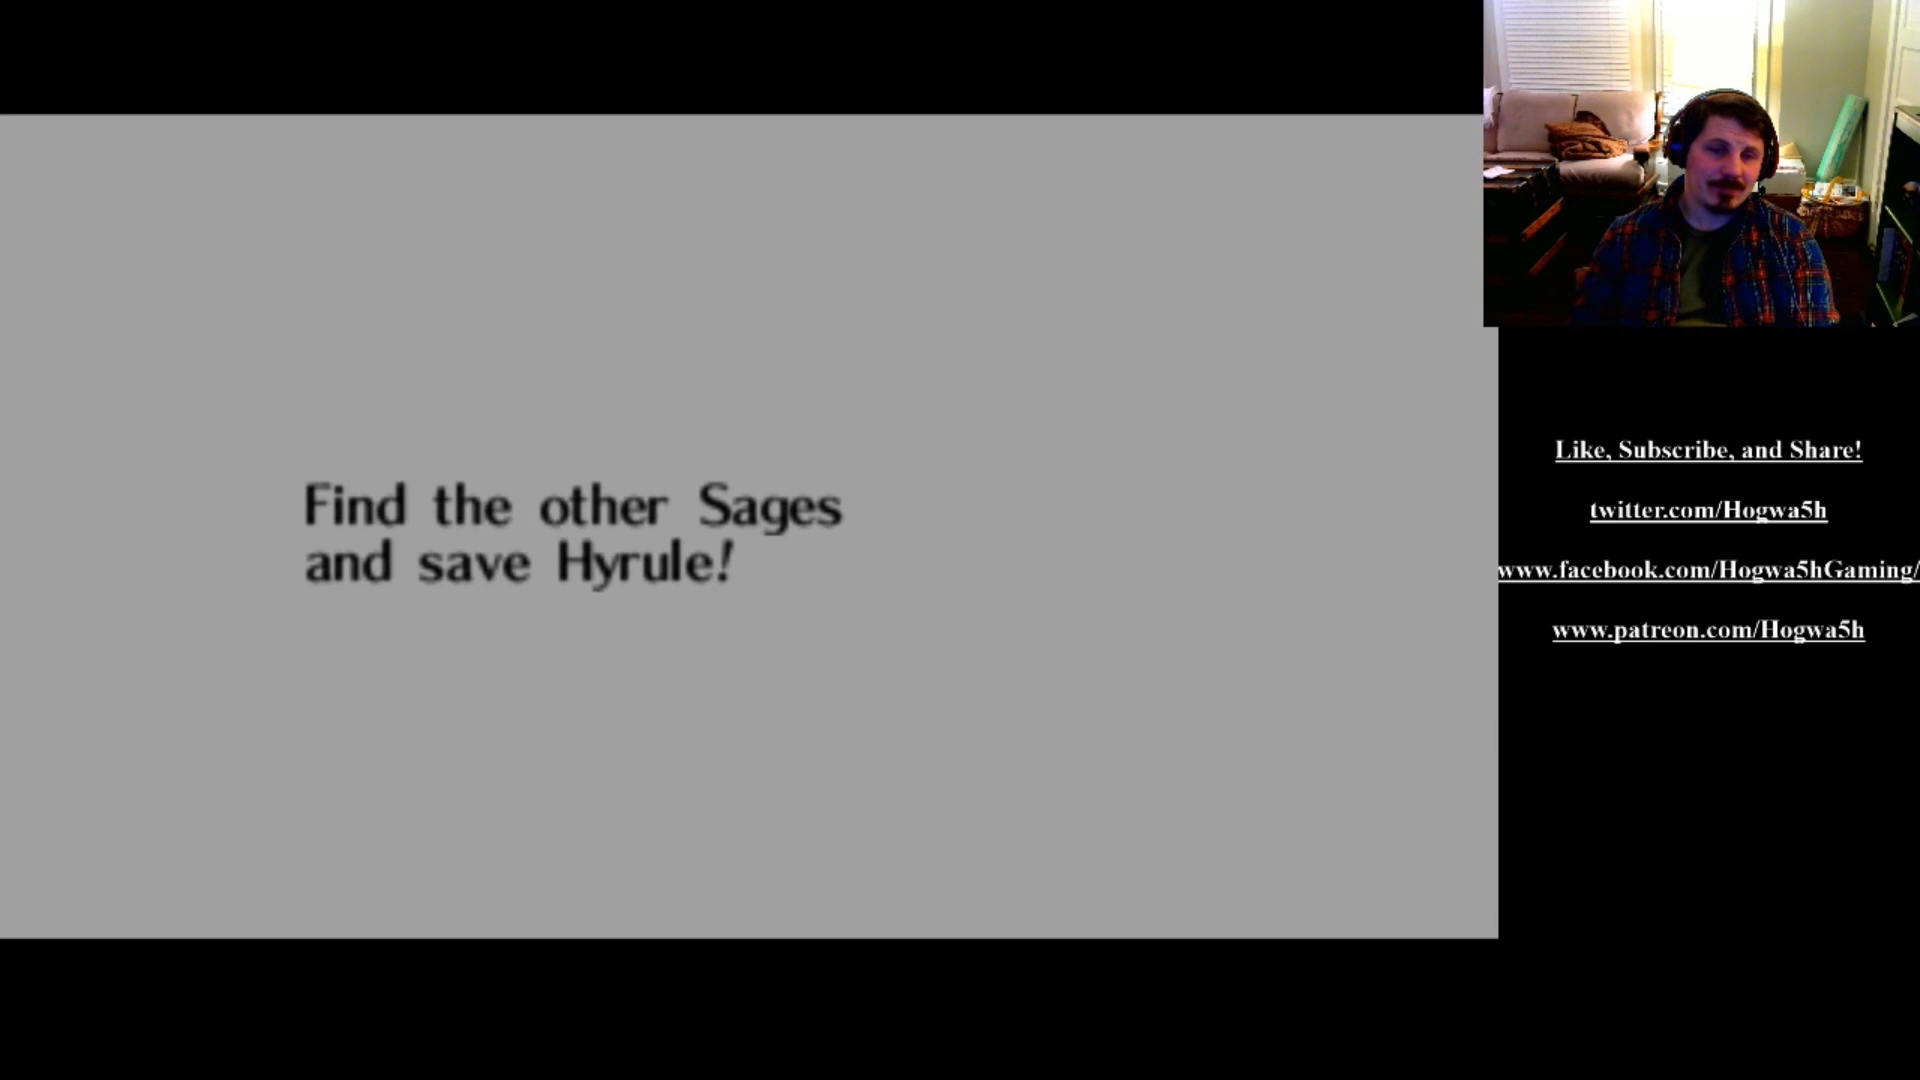 Find the other Sages
and save Hyrule!
Like, Subscribe, and Share!
twitter.com/Hogwa5h
www.facebook.com/Hogwa5hGaming/
www.patreon.com/Hogwa5h